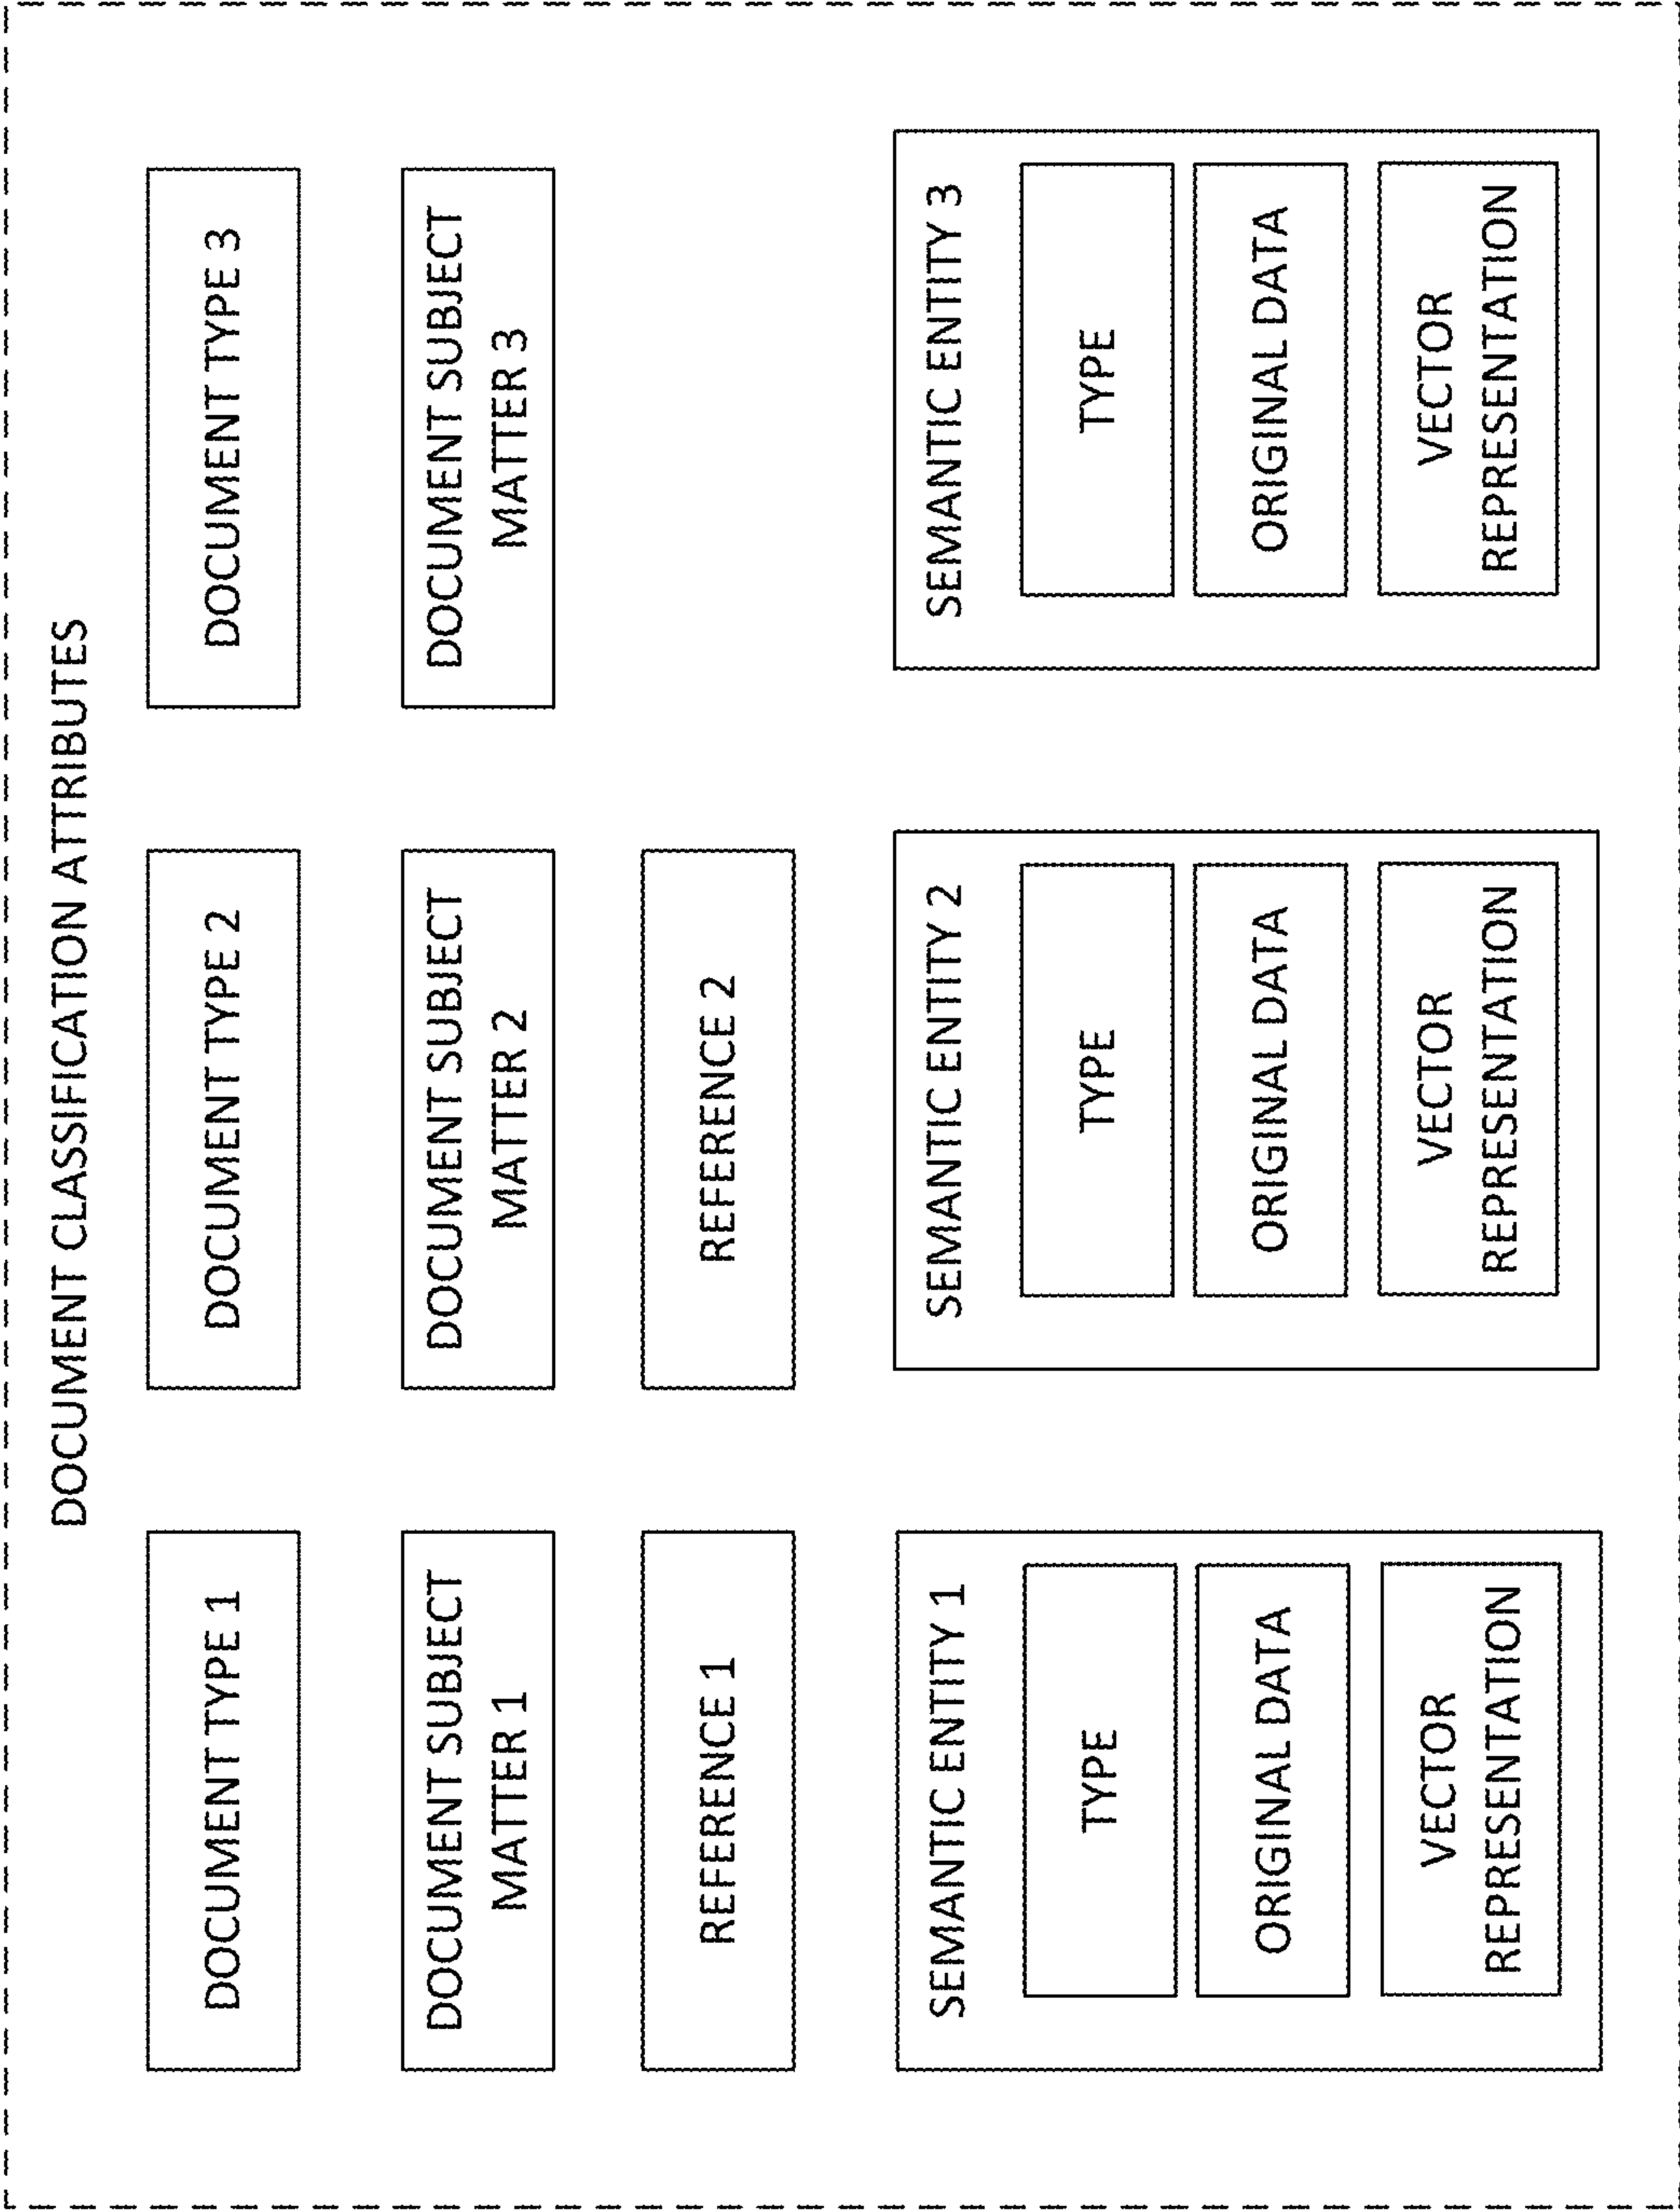 DOCUMENT CLASSIFICATION ATTRIBUTES
DOCUMENT TYPE 1
DOCUMENT TYPE 2
DOCUMENT TYPE 3
DOCUMENT SUBJECT
MATTER 1
DOCUMENT SUBJECT
MATTER 2
DOCUMENT SUBJECT
MATTER 3
REFERENCE 1
REFERENCE 2
SEMANTIC ENTITY 1
TYPE
ORIGINAL DATA
VECTOR
REPRESENTATION
SEMANTIC ENTITY 2
TYPE
ORIGINAL DATA
VECTOR
REPRESENTATION
SEMANTIC ENTITY 3
TYPE
ORIGINAL DATA
VECTOR
REPRESENTATION